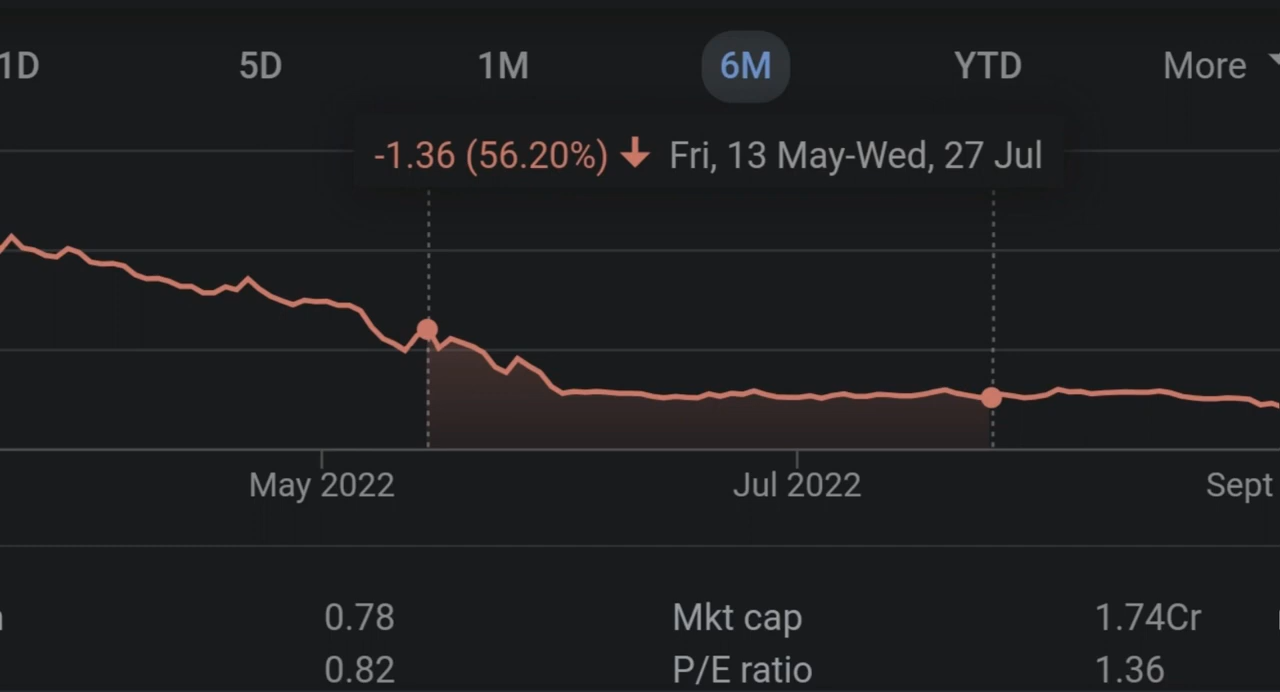 1D 5D 1M 6M YTD More
-1.36 (56.20%) Fri, 13 May-Wed, 27 Jul
May 2022 Jul 2022 Sept
0.78 Mkt cap 1.74Cr
0.82 P/E ratio 1.36